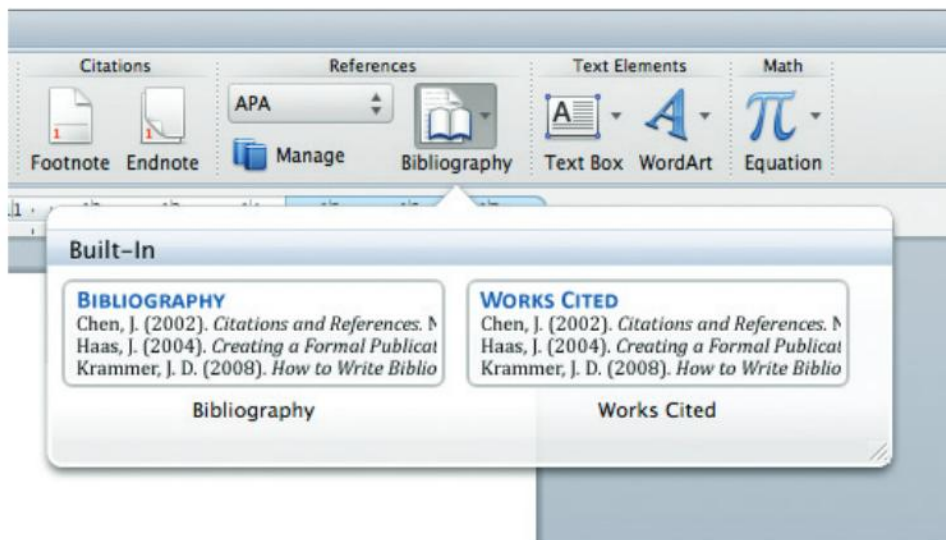 Citations References Text Elements Math
1 1 A A π
APA
Manage
Footnote Endnote Bibliography Text Box WordArt Equation
Built-In
BIBLIOGRAPHY WORKS CITED
Chen, J. (2002). Citations and References. Chen, J. (2002). Citations and References.
Haas, J. (2004). Creating a Formal Publicat Haas, J. (2004). Creating a Formal Publicat
Krammer, J. D. (2008). How to Write Biblio Krammer, J. D. (2008). How to Write Biblio
Bibliography Works Cited